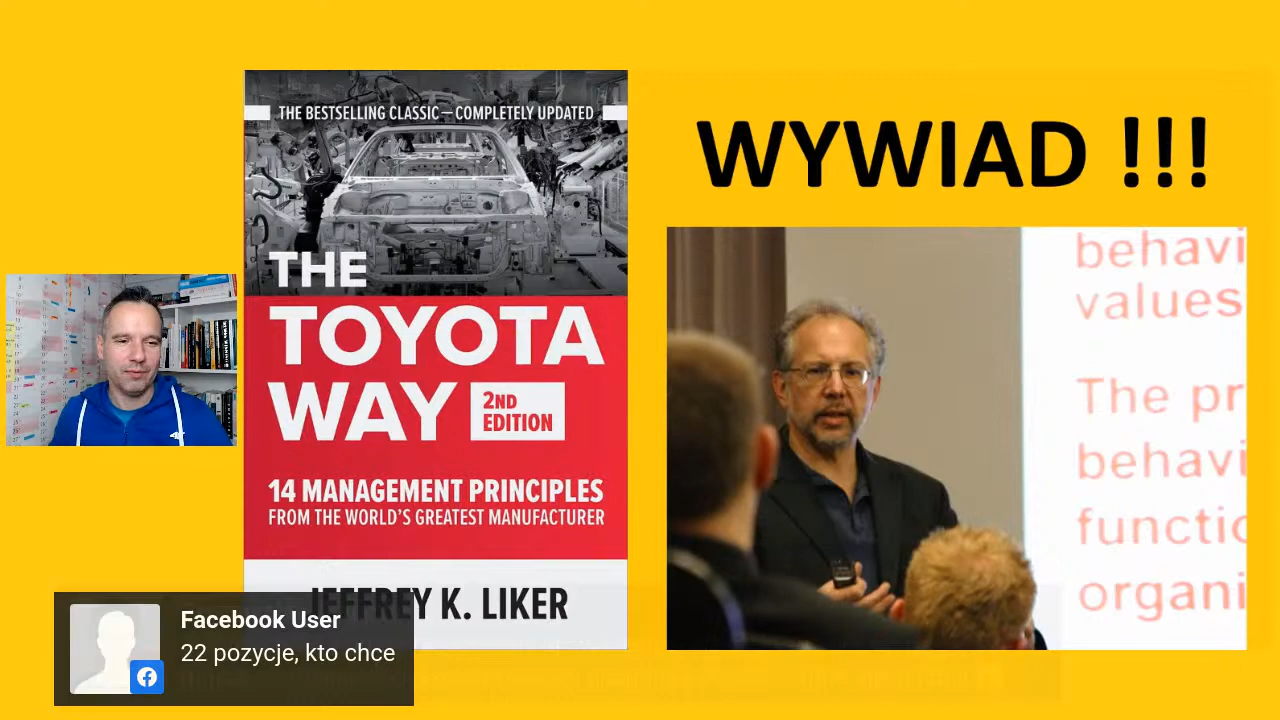 THE BESTSELLING CLASSIC—COMPLETELY UPDATED
THE
TOYOTA
WAY
2ND
EDITION
14 MANAGEMENT PRINCIPLES
FROM THE WORLD'S GREATEST MANUFACTURER
JEFFREY K. LIKER
WYWIAD !!!
behavi
values
The pr
behavi
functio
organi
Facebook User
22 pozycje, kto chce